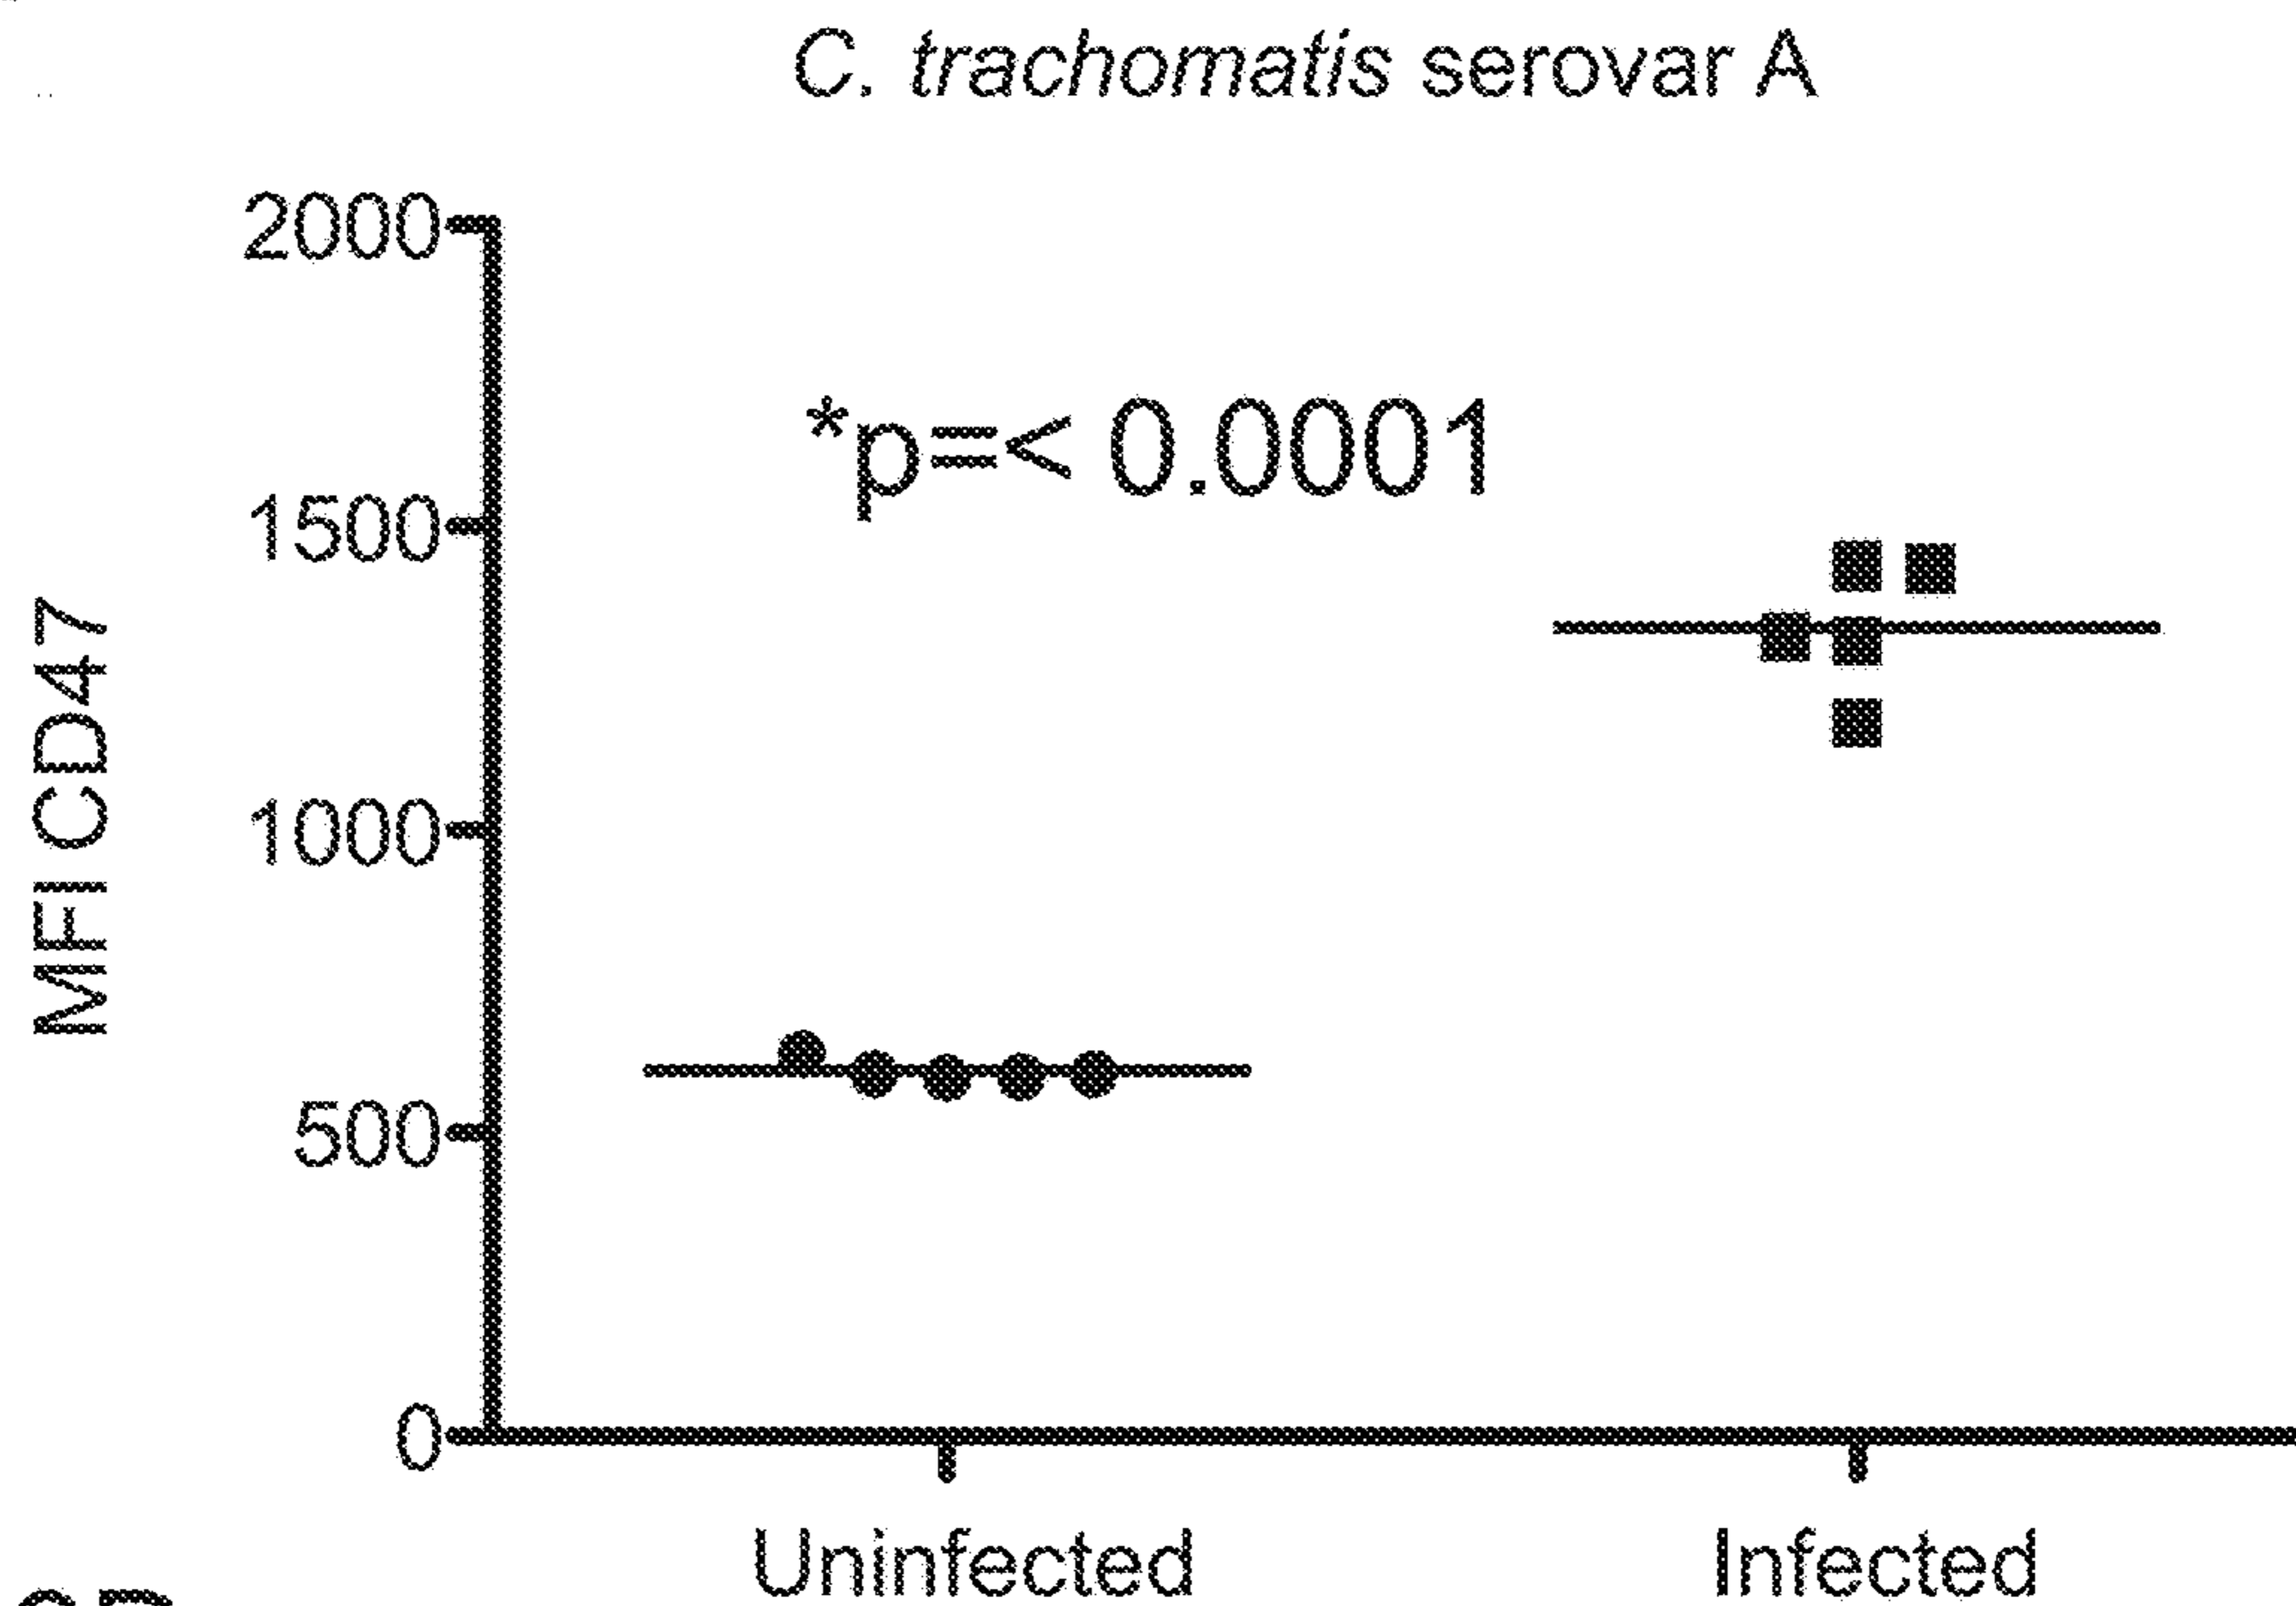 C. trachomatis serovar A
2000
*p=< 0.0001
1500
MFI CD47
1000
500
0
Uninfected
Infected